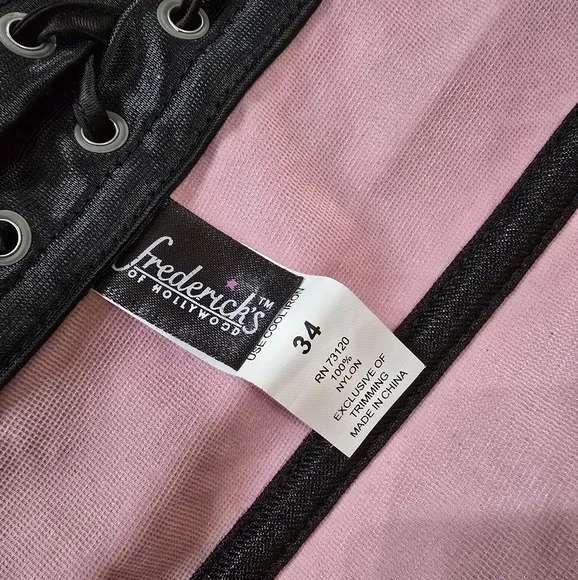 frederick's™
OF HOLLYWOOD
USE COOL IRON
34
RN 73120
100%
NYLON
EXCLUSIVE OF
TRIMMING
MADE IN CHINA